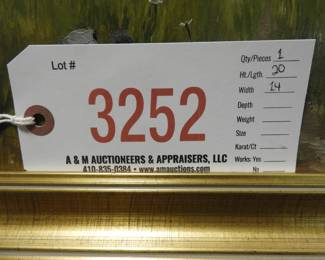 Lot #
3252
A & M AUCTIONEERS & APPRAISERS, LLC
410-835-0384 • www.amauctions.com
Qty/Pieces 1
Ht./Lgth 20
Width 14
Depth
Weight
Size
Karat/Ct
Works: Yes
No